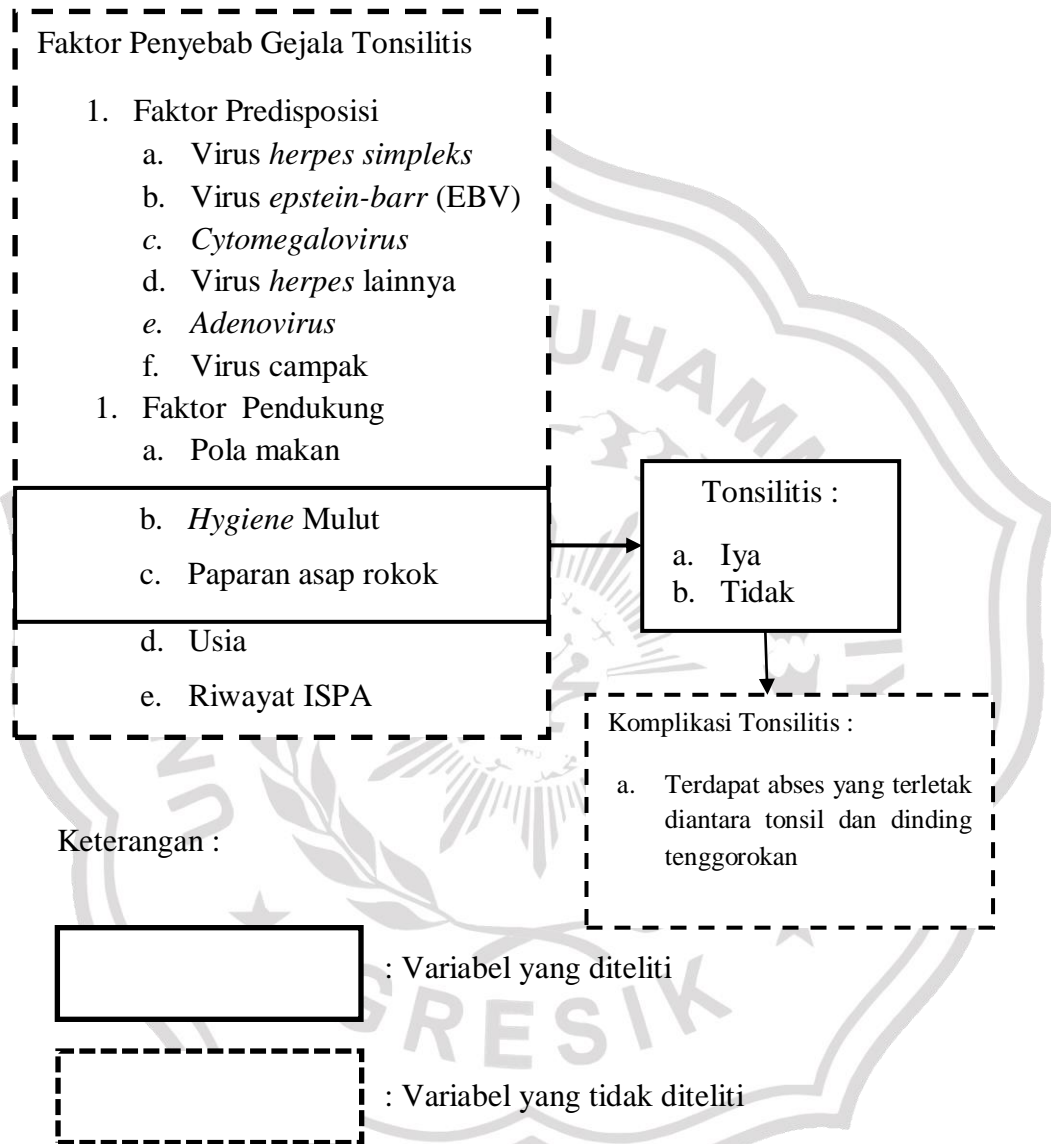 Faktor Penyebab Gejala Tonsilitis
1. Faktor Predisposisi
a. Virus herpes simpleks
b. Virus epstein-barr (EBV)
c. Cytomegalovirus
d. Virus herpes lainnya
e. Adenovirus
f. Virus campak
1. Faktor Pendukung
a. Pola makan
b. Hygiene Mulut
c. Paparan asap rokok
d. Usia
e. Riwayat ISPA
Tonsilitis :
a. Iya
b. Tidak
Komplikasi Tonsilitis :
a. Terdapat abses yang terletak
diantara tonsil dan dinding
tenggorokan
Keterangan :
: Variabel yang diteliti
: Variabel yang tidak diteliti
GRESIK